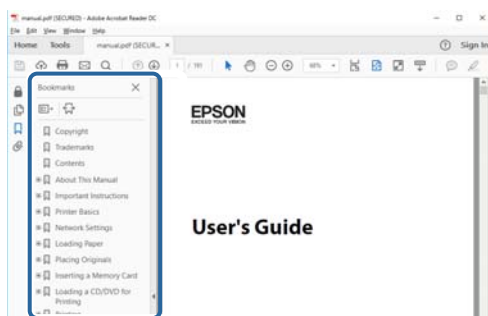 manual.pdf (SECURED) - Adobe Acrobat Reader DC
File Edit View Window Help
Home Tools manual.pdf (SECUR... ×
Sign In
1 / 191
Bookmarks
Copyright
Trademarks
Contents
About This Manual
Important Instructions
Printer Basics
Network Settings
Loading Paper
Placing Originals
Inserting a Memory Card
Loading a CD/DVD for
Printing
EPSON
EXCEED YOUR VISION
User's Guide